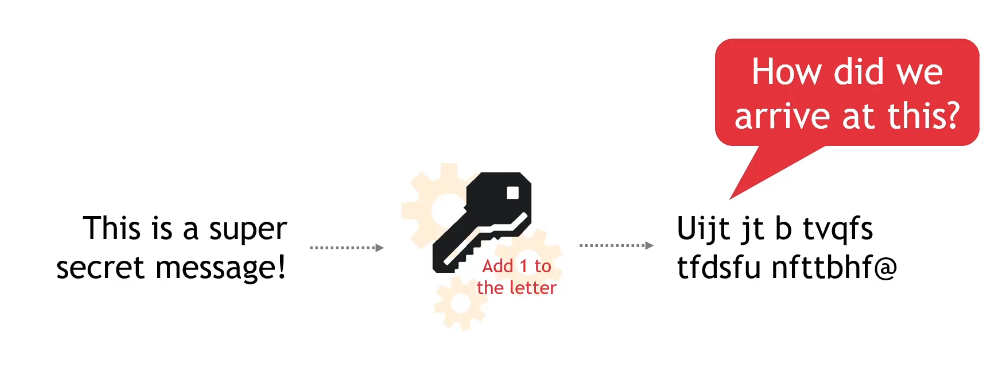 How did we
arrive at this?
This is a super
secret message!
Add 1 to
the letter
Uijt jt b tvqfs
tfdsfu nfttbhf@